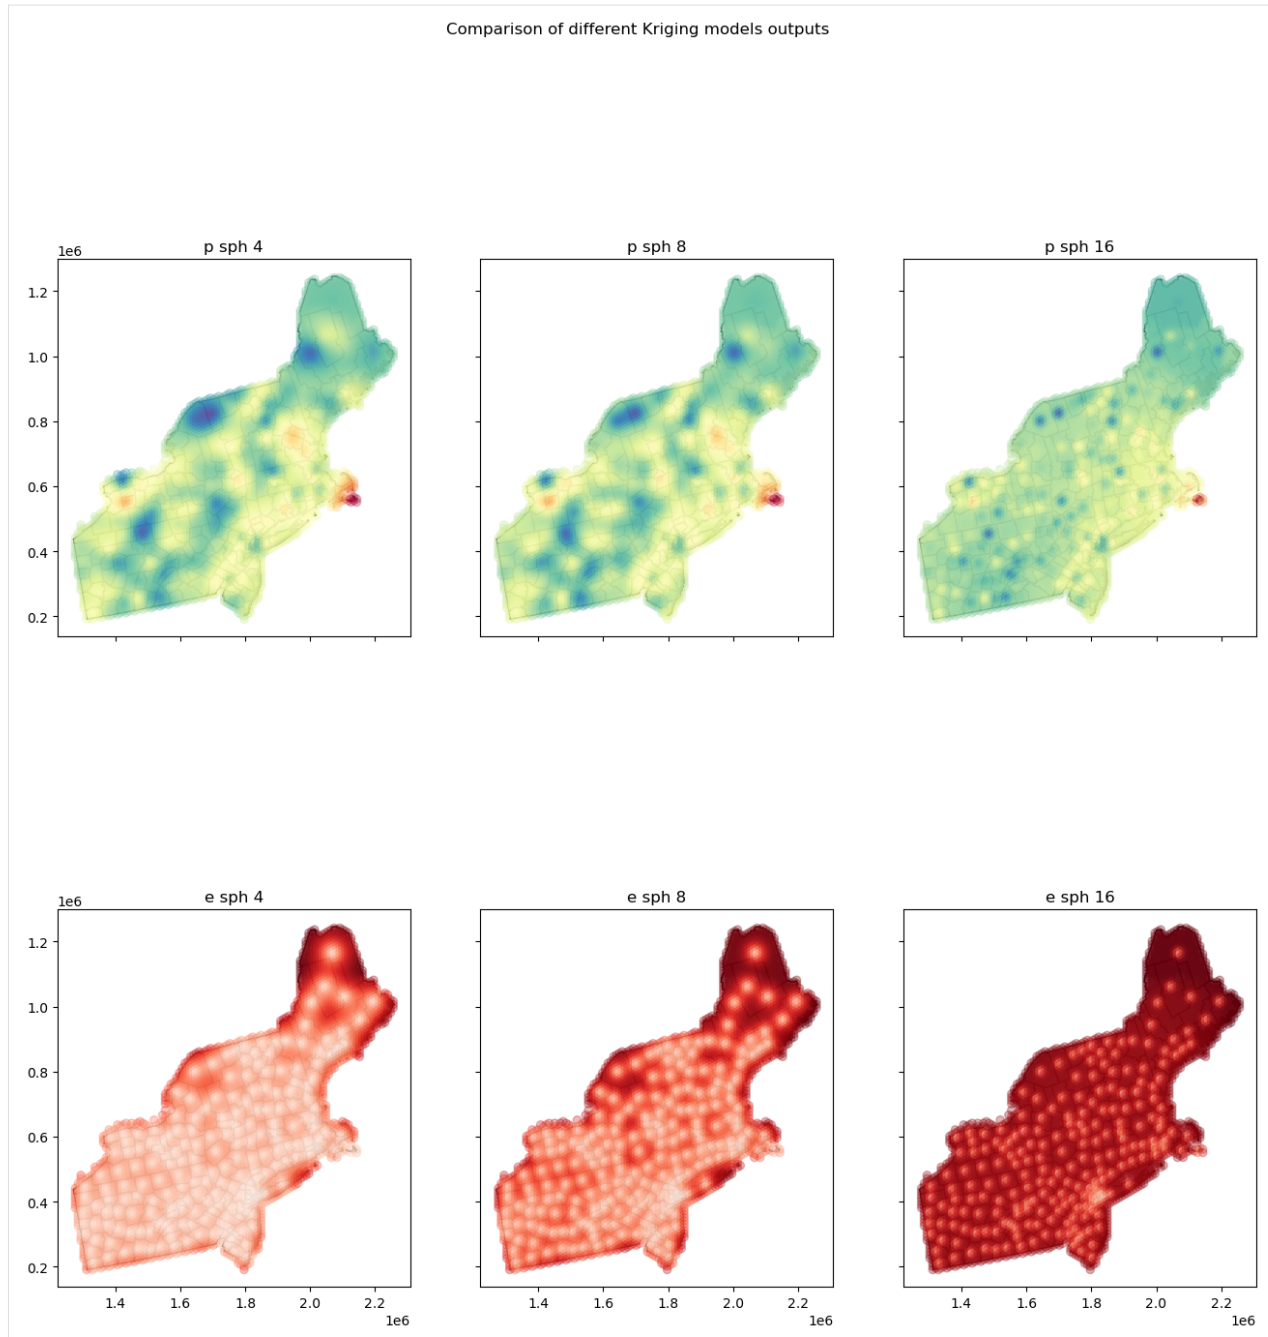 Comparison of different Kriging models outputs
p sph 4
p sph 8
p sph 16
1e6
1.2
1.0
0.8
0.6
0.4
0.2
e sph 4
e sph 8
e sph 16
1e6
1.2
1.0
0.8
0.6
0.4
0.2
1.4 1.6 1.8 2.0 2.2
1e6
1.4 1.6 1.8 2.0 2.2
1e6
1.4 1.6 1.8 2.0 2.2
1e6